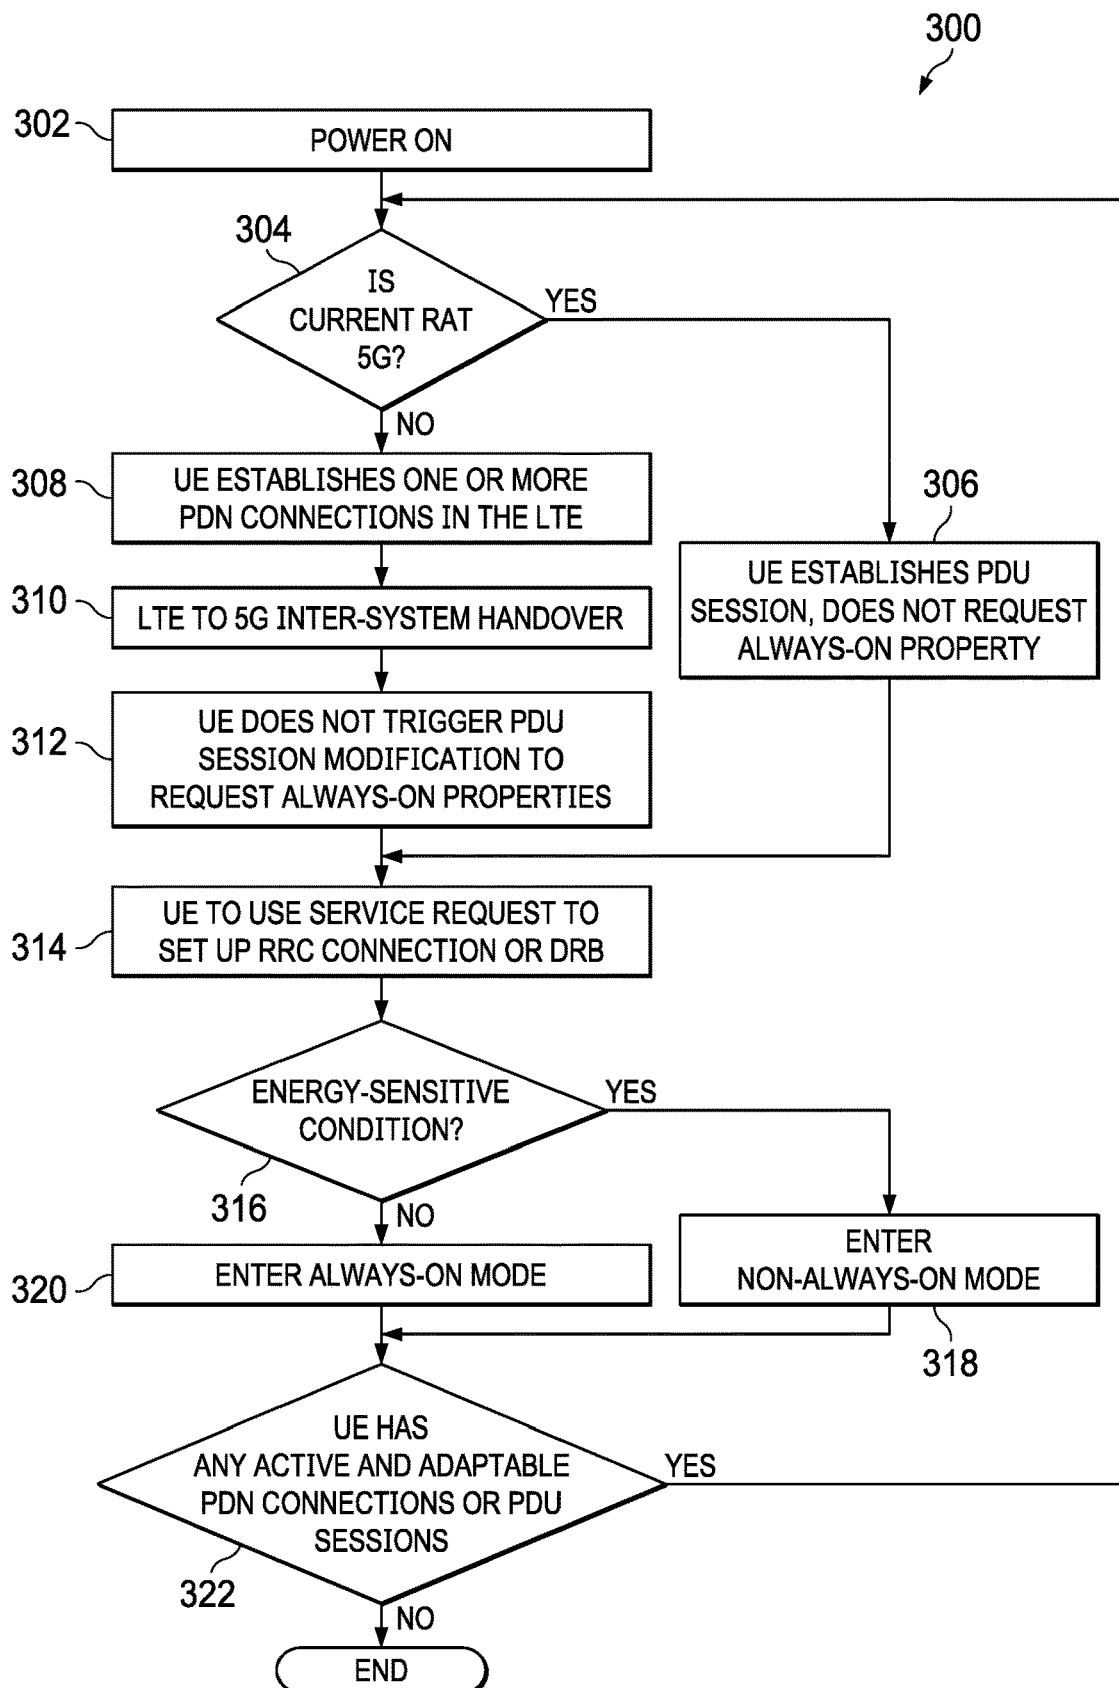 300
302
POWER ON
304
IS
CURRENT RAT
5G?
YES
NO
308
UE ESTABLISHES ONE OR MORE
PDN CONNECTIONS IN THE LTE
306
UE ESTABLISHES PDU
SESSION, DOES NOT REQUEST
ALWAYS-ON PROPERTY
310
LTE TO 5G INTER-SYSTEM HANDOVER
312
UE DOES NOT TRIGGER PDU
SESSION MODIFICATION TO
REQUEST ALWAYS-ON PROPERTIES
314
UE TO USE SERVICE REQUEST TO
SET UP RRC CONNECTION OR DRB
ENERGY-SENSITIVE
CONDITION?
YES
316
NO
320
ENTER ALWAYS-ON MODE
ENTER
NON-ALWAYS-ON MODE
318
UE HAS
ANY ACTIVE AND ADAPTABLE
PDN CONNECTIONS OR PDU
SESSIONS
YES
322
NO
END